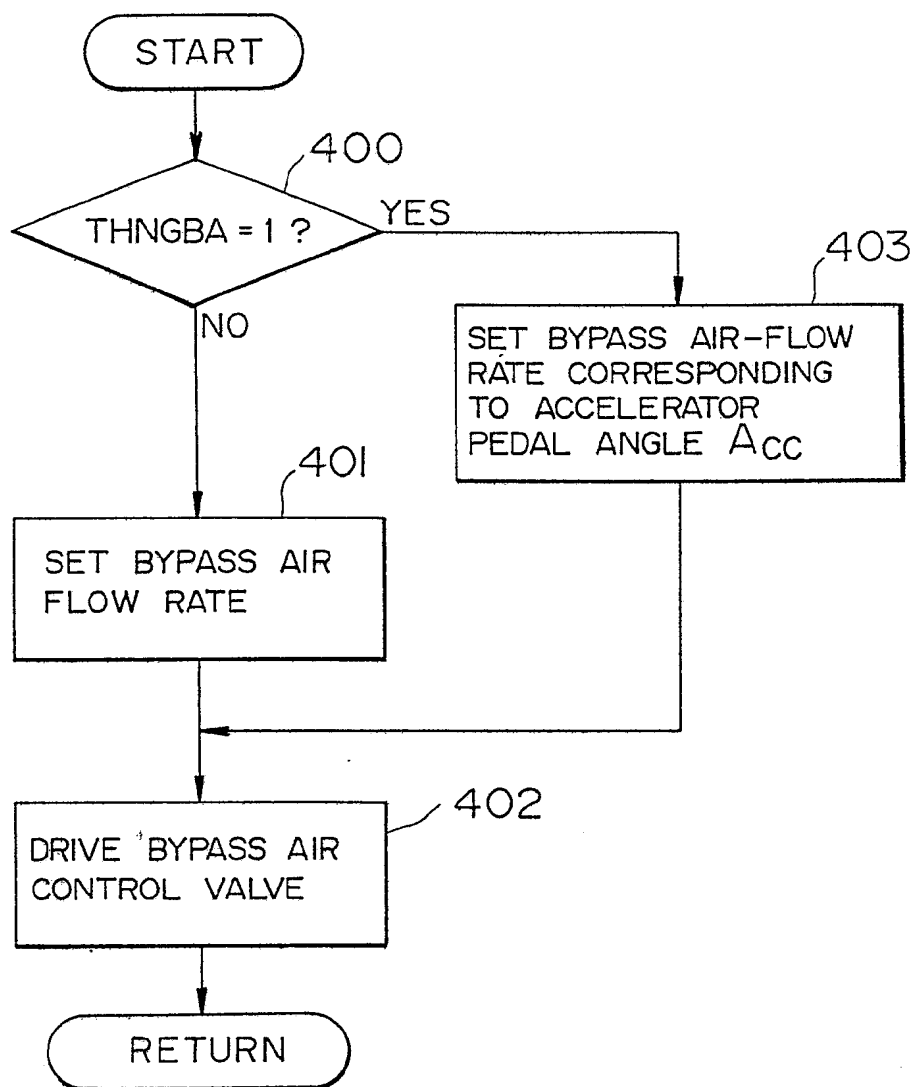 START
400
THNGBA = 1 ?
YES
NO
403
SET BYPASS AIR-FLOW
RATE CORRESPONDING
TO ACCELERATOR
PEDAL ANGLE ACC
401
SET BYPASS AIR
FLOW RATE
402
DRIVE BYPASS AIR
CONTROL VALVE
RETURN